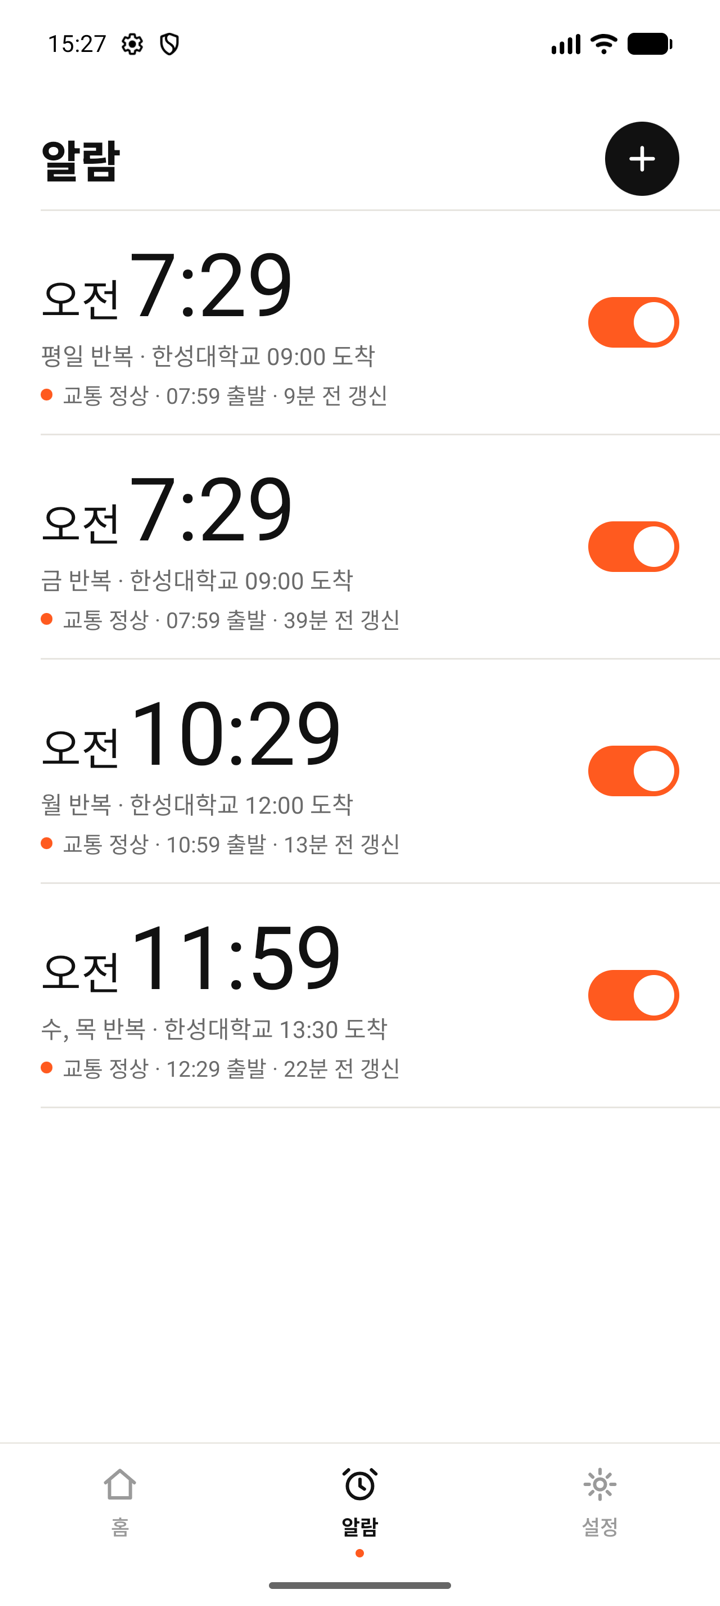 15:27
알람
오전 7:29
평일 반복 · 한성대학교 09:00 도착
교통 정상 · 07:59 출발 · 9분 전 갱신
오전 7:29
금 반복 · 한성대학교 09:00 도착
교통 정상 · 07:59 출발 · 39분 전 갱신
오전 10:29
월 반복 · 한성대학교 12:00 도착
교통 정상 · 10:59 출발 · 13분 전 갱신
오전 11:59
수, 목 반복 · 한성대학교 13:30 도착
교통 정상 · 12:29 출발 · 22분 전 갱신
홈 알람 설정